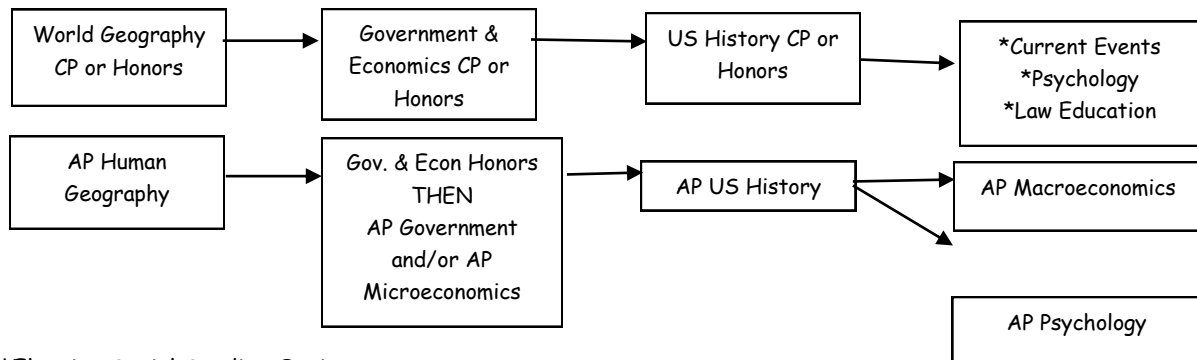 World Geography
CP or Honors
Government &
Economics CP or
Honors
US History CP or
Honors
*Current Events
*Psychology
*Law Education
AP Human
Geography
Gov. & Econ Honors
THEN
AP Government
and/or AP
Microeconomics
AP US History
AP Macroeconomics
AP Psychology